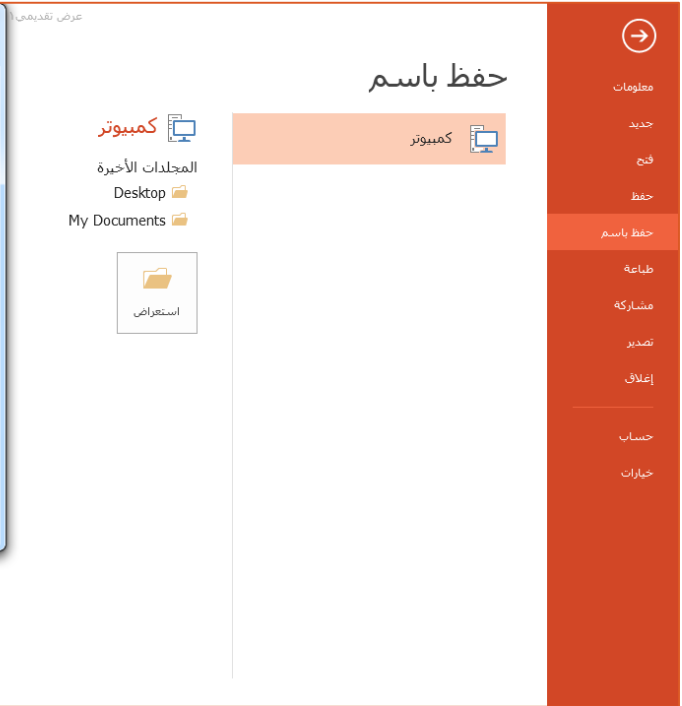 عرض تقديمي١
معلومات
جديد
فتح
حفظ
حفظ باسم
طباعة
مشاركة
تصدير
إغلاق
حساب
خيارات
حفظ باسم
كمبيوتر
كمبيوتر
المجلدات الأخيرة
Desktop
My Documents
استعراض